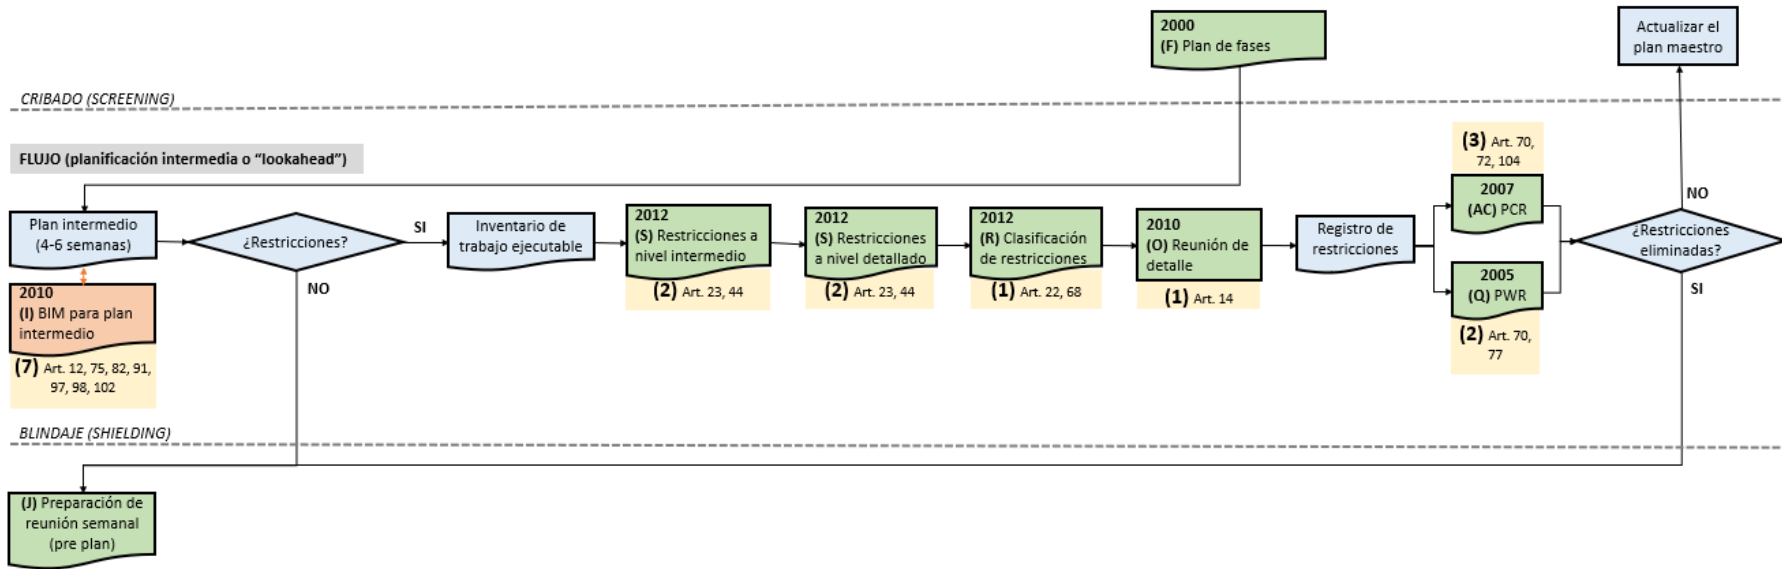 2000
(F) Plan de fases
Actualizar el
plan maestro
CRIBADO (SCREENING)
FLUJO (planificación intermedia o “lookahead”)
Plan intermedio
(4-6 semanas)
¿Restricciones?
SI
NO
Inventario de
trabajo ejecutable
2012
(S) Restricciones a
nivel intermedio
(2) Art. 23, 44
2012
(S) Restricciones
a nivel detallado
(2) Art. 23, 44
2012
(R) Clasificación
de restricciones
(1) Art. 22, 68
2010
(O) Reunión de
detalle
(1) Art. 14
Registro de
restricciones
(3) Art. 70,
72, 104
2007
(AC) PCR
2005
(Q) PWR
(2) Art. 70,
77
NO
¿Restricciones
eliminadas?
SI
2010
(I) BIM para plan
intermedio
(7) Art. 12, 75, 82, 91,
97, 98, 102
BLINDAJE (SHIELDING)
(J) Preparación de
reunión semanal
(pre plan)